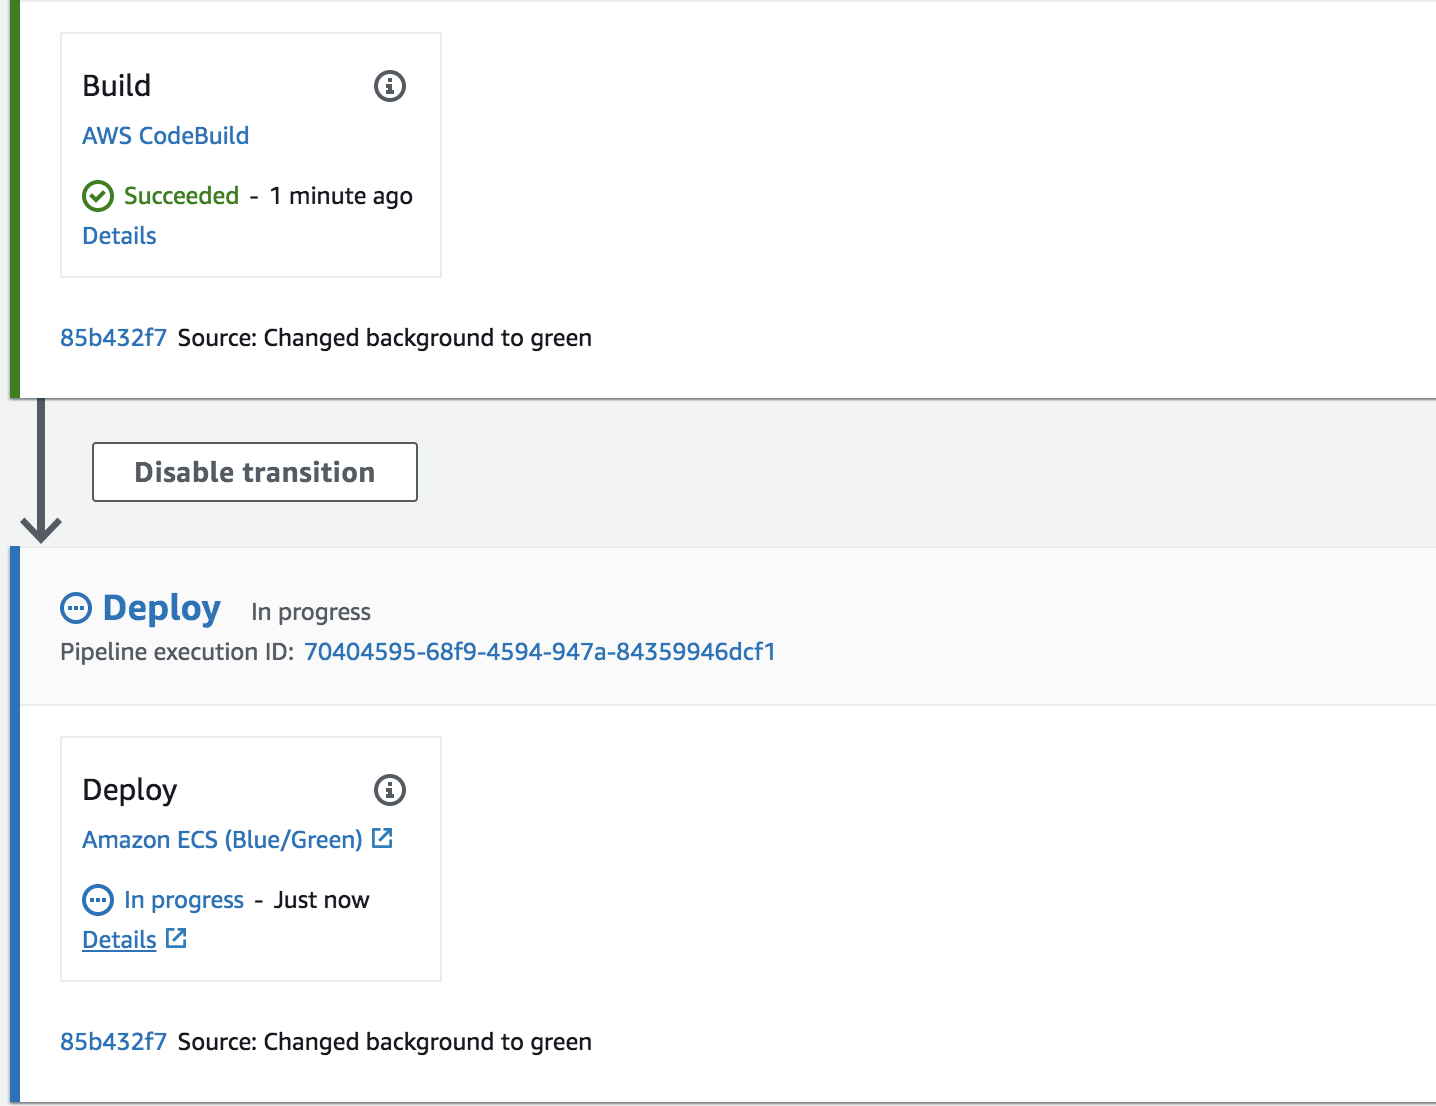 Build
AWS CodeBuild
Succeeded - 1 minute ago
Details
85b432f7 Source: Changed background to green
Disable transition
Deploy In progress
Pipeline execution ID: 70404595-68f9-4594-947a-84359946dcf1
Deploy
Amazon ECS (Blue/Green)
In progress - Just now
Details
85b432f7 Source: Changed background to green